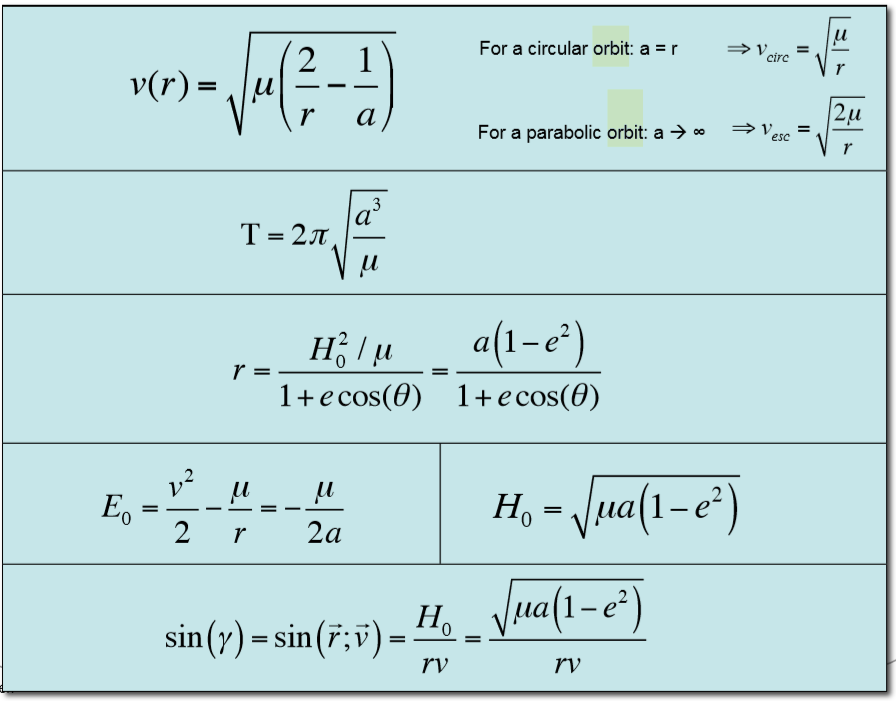 v(r) = √(μ(2/r − 1/a))
For a circular orbit: a = r ⇒ v_circ = √(μ/r)
For a parabolic orbit: a → ∞ ⇒ v_esc = √(2μ/r)
T = 2π√(a³/μ)
r = (H₀² / μ)/(1 + e cos(θ)) = a(1 − e²)/(1 + e cos(θ))
E₀ = v²/2 − μ/r = −μ/2a
H₀ = √(μa(1 − e²))
sin(γ) = sin(r⃗;v⃗) = H₀/rv = √(μa(1 − e²))/rv